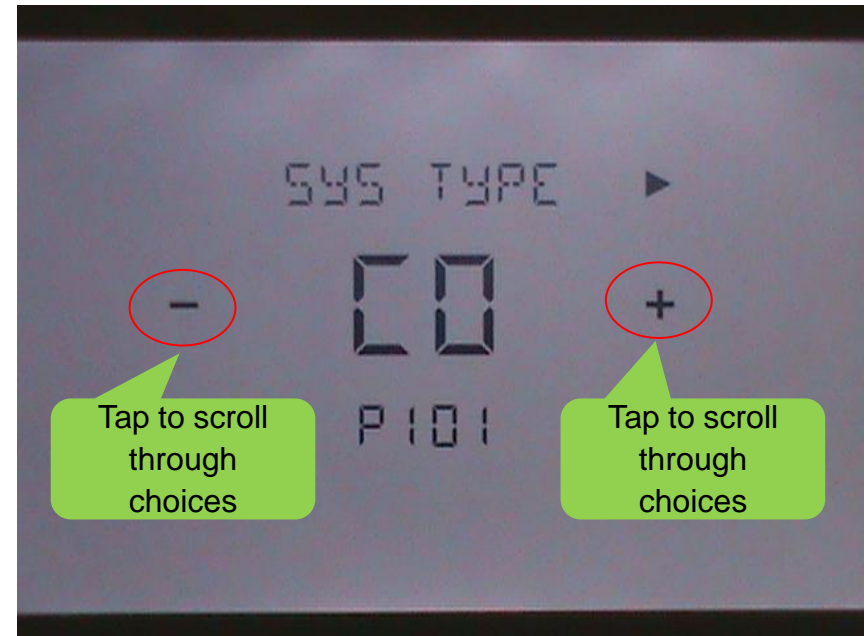 SYS TYPE ▶
-
CO
+
P101
Tap to scroll
through
choices
Tap to scroll
through
choices